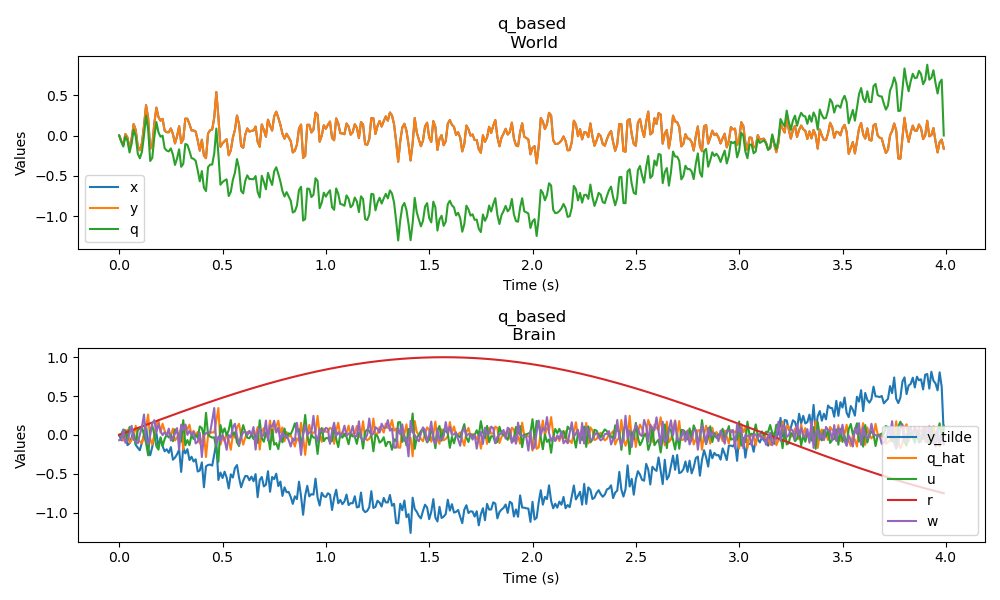 q_based
World
Values
0.5
0.0
−0.5
−1.0
x
y
q
0.0 0.5 1.0 1.5 2.0 2.5 3.0 3.5 4.0
Time (s)
q_based
Brain
Values
1.0
0.5
0.0
−0.5
−1.0
y_tilde
q_hat
u
r
w
0.0 0.5 1.0 1.5 2.0 2.5 3.0 3.5 4.0
Time (s)